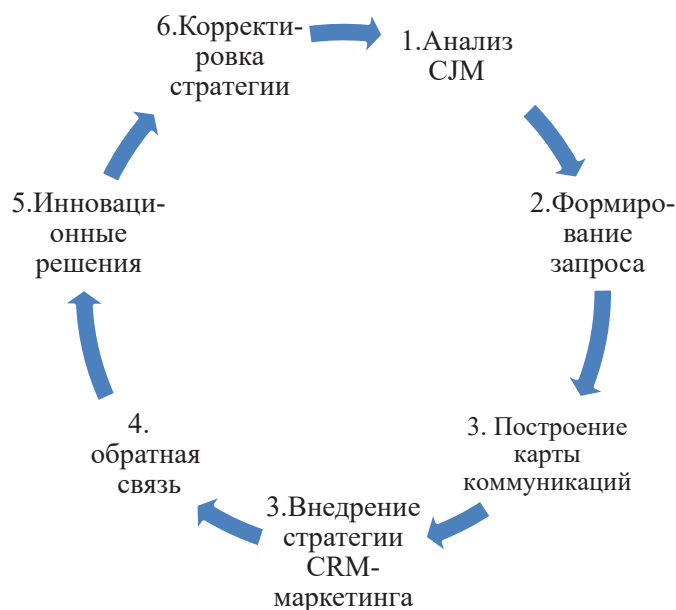 1.Анализ
CJM
2.Формиро-
вание
запроса
3. Построение
карты
коммуникаций
3.Внедрение
стратегии
CRM-
маркетинга
4.
обратная
связь
5.Инноваци-
онные
решения
6.Корректи-
ровка
стратегии